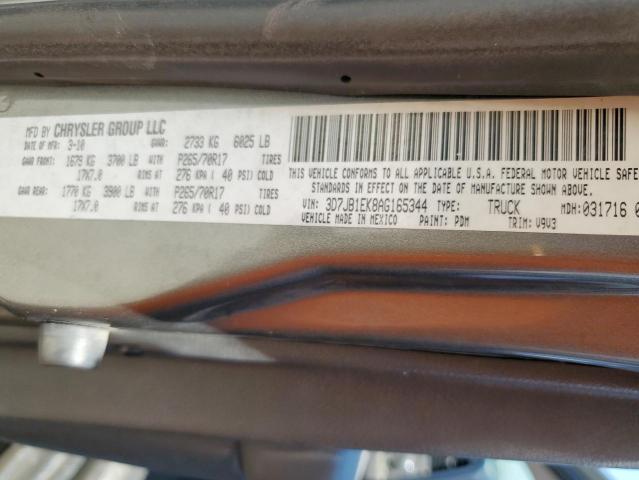 MFD BY CHRYSLER GROUP LLC
DATE OF MFR: 3-10 GVWR: 2733 KG 6025 LB
GAWR FRONT: 1679 KG 3700 LB WITH P265/70R17 TIRES
17X7.0 RIMS AT 276 KPA ( 40 PSI) COLD
GAWR REAR: 1770 KG 3900 LB WITH P265/70R17 TIRES
17X7.0 RIMS AT 276 KPA ( 40 PSI) COLD
THIS VEHICLE CONFORMS TO ALL APPLICABLE U.S.A. FEDERAL MOTOR VEHICLE SAFE
STANDARDS IN EFFECT ON THE DATE OF MANUFACTURE SHOWN ABOVE.
VIN: 3D7JB1EK8AG165344 TYPE: TRUCK MDH: 031716 0
VEHICLE MADE IN MEXICO PAINT: PDM TRIM: V9V3